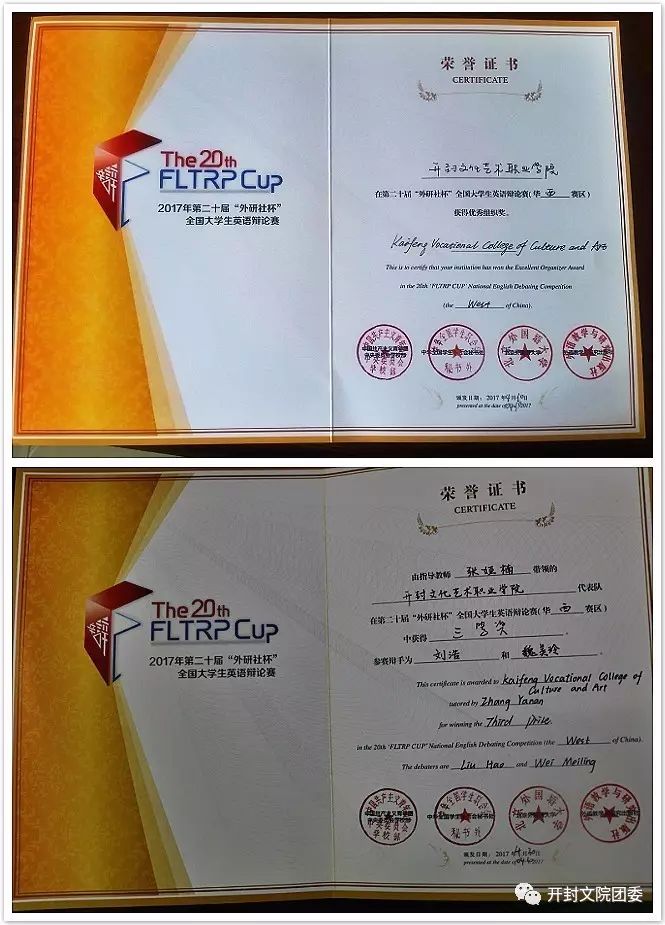 The 20th
FLTRP CUP
2017年第二十届“外研社杯”
全国大学生英语辩论赛
荣誉证书
CERTIFICATE
开封文化艺术职业学院
在第二十届“外研社杯”全国大学生英语辩论赛(华西赛区)
获得优秀组织奖。
Kaifeng Vocational College of Culture and Art
This is to certify that your institution has won the Excellent Organizer Award
in the 20th 'FLTRP CUP' National English Debating Competition
(the West of China).
颁发日期: 2017年
presented at the date of
The 20th
FLTRP CUP
2017年第二十届“外研社杯”
全国大学生英语辩论赛
荣誉证书
CERTIFICATE
由指导教师 张娅楠 带领的
开封文化艺术职业学院 代表队
在第二十届“外研社杯”全国大学生英语辩论赛(华西赛区)
中获得 三等奖 。
参赛辩手为 刘浩 和 魏美玲
This certificate is awarded to Kaifeng Vocational College of
Culture and Art
tutored by Zhang Yanan
for winning the Third Prize
in the 20th 'FLTRP CUP' National English Debating Competition (the West of China).
The debaters are Liu Hao and Wei Meiling
颁发日期: 2017年
presented at the date of
开封文院团委